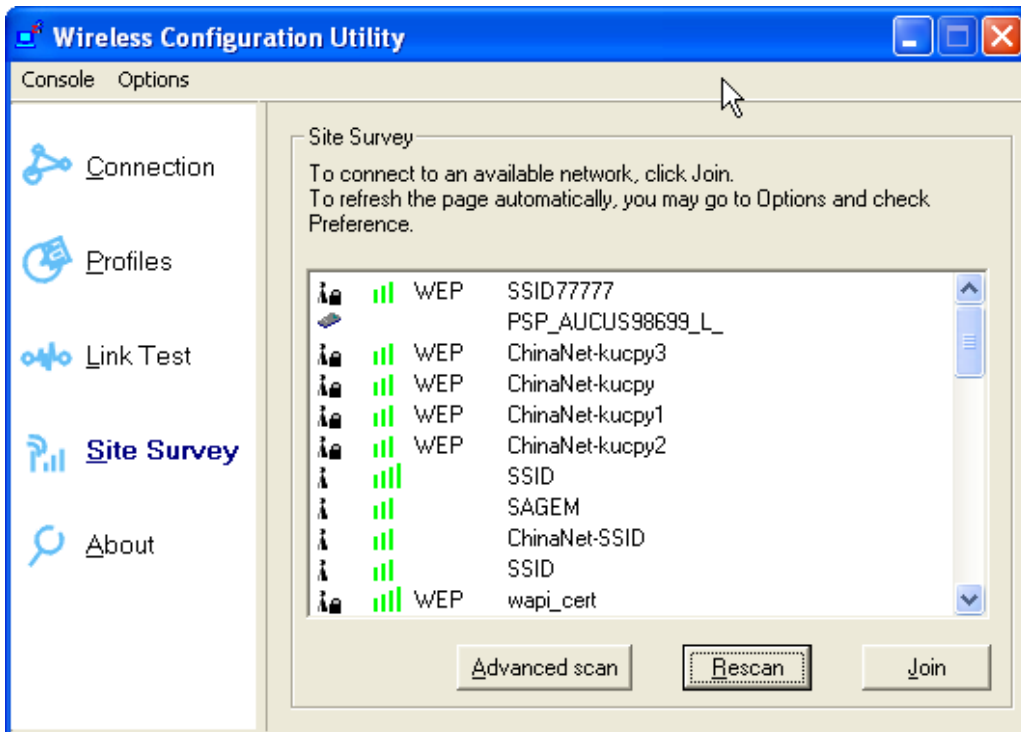 Wireless Configuration Utility
Console Options
Connection
Profiles
Link Test
Site Survey
About
Site Survey
To connect to an available network, click Join.
To refresh the page automatically, you may go to Options and check
Preference.
WEP SSID77777
PSP_AUCUS98699_L_
WEP ChinaNet-kucpy3
WEP ChinaNet-kucpy
WEP ChinaNet-kucpy1
WEP ChinaNet-kucpy2
SSID
SAGEM
ChinaNet-SSID
SSID
WEP wapi_cert
Advanced scan Rescan Join